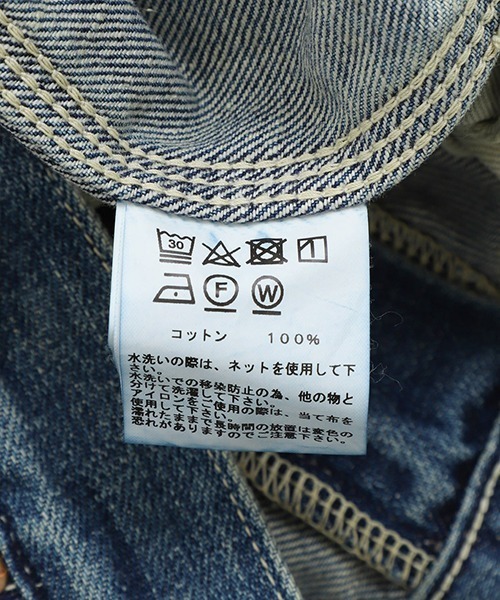 30
F W
コットン 100%
水洗いの際は、ネットを使用して下
さい。
水洗いでの移染防止の為、他の物と
分けて洗濯して下さい。
アイロンをご使用の際は、当て布を
使用して下さい。
濡れたままで長時間の放置は変色の
恐れがありますのでご注意下さい。